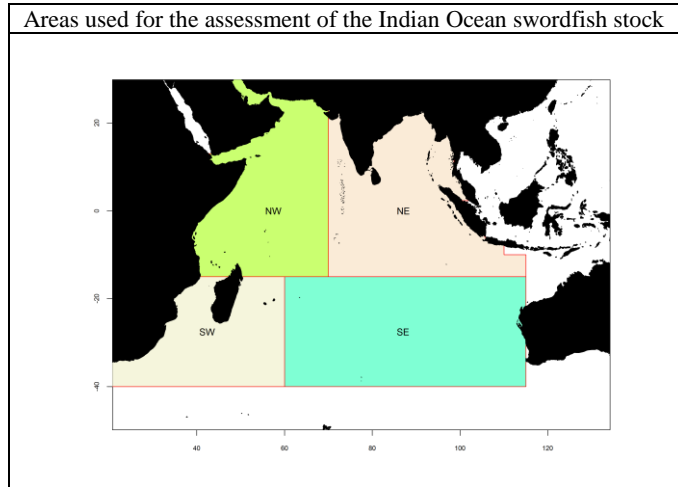 Areas used for the assessment of the Indian Ocean swordfish stock
20
NW
NE
0
-20
SW
SE
-40
40
60
80
100
120